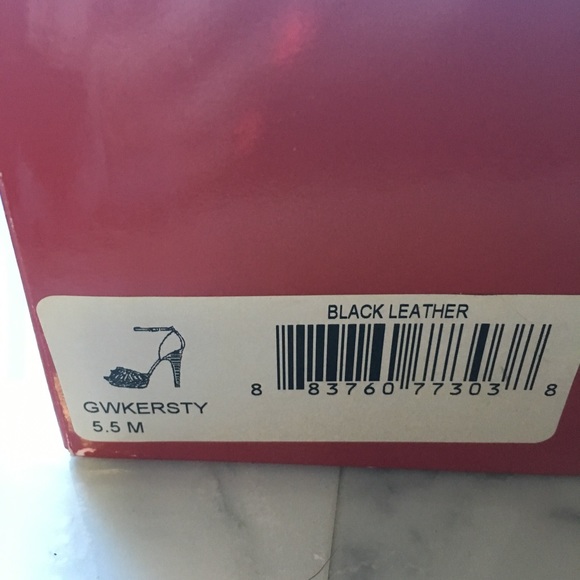 BLACK LEATHER
8 83760 77303 8
GWKERSTY
5.5 M